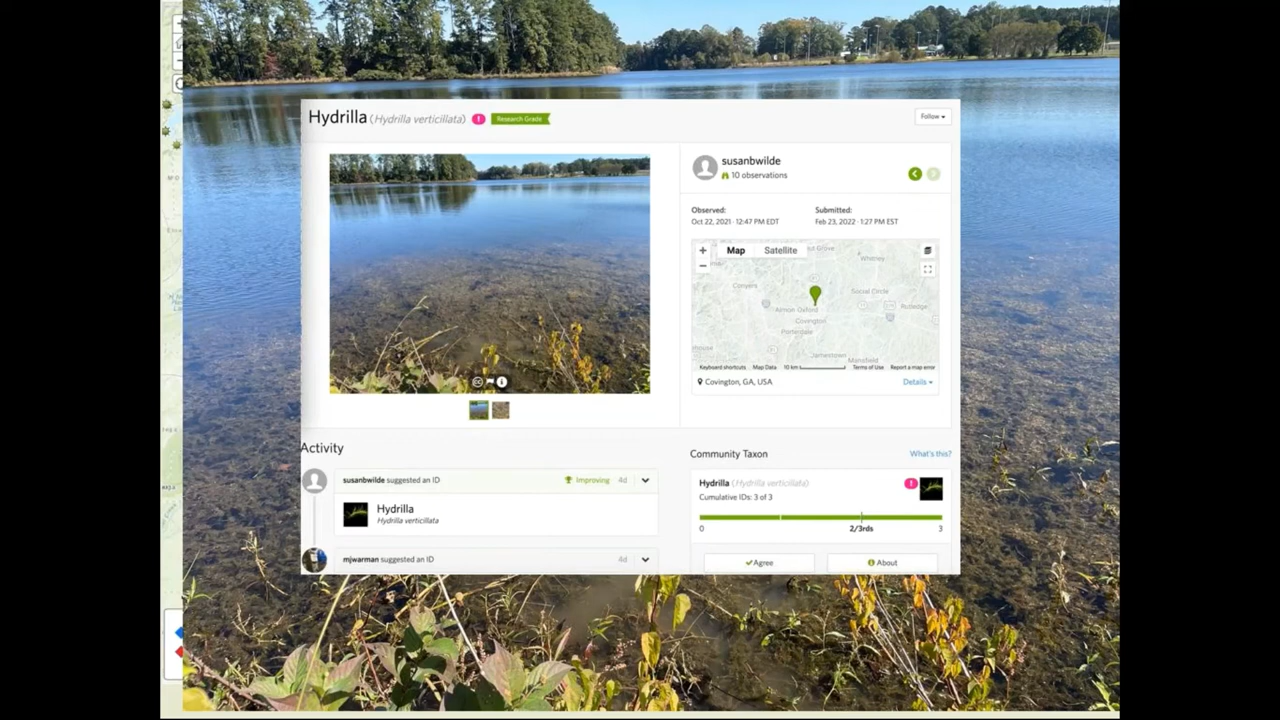 Hydrilla (Hydrilla verticillata) ! Research Grade
Follow
susanbwilde
10 observations
Observed:
Submitted:
Oct 22, 2021 · 12:47 PM EDT
Feb 23, 2022 · 1:27 PM EST
+ Map Satellite
−
Whitney
Conyers
Social Circle
Almon Oxford
Rutledge
Covington
Porterdale
Jamestown
Mansfield
Keyboard shortcuts Map Data 10 km Terms of Use Report a map error
Covington, GA, USA
Details
Activity
susanbwilde suggested an ID
Improving 4d
Hydrilla
Hydrilla verticillata
mjwarman suggested an ID
4d
Community Taxon
What's this?
Hydrilla (Hydrilla verticillata) !
Cumulative IDs: 3 of 3
0 2/3rds 3
Agree
About